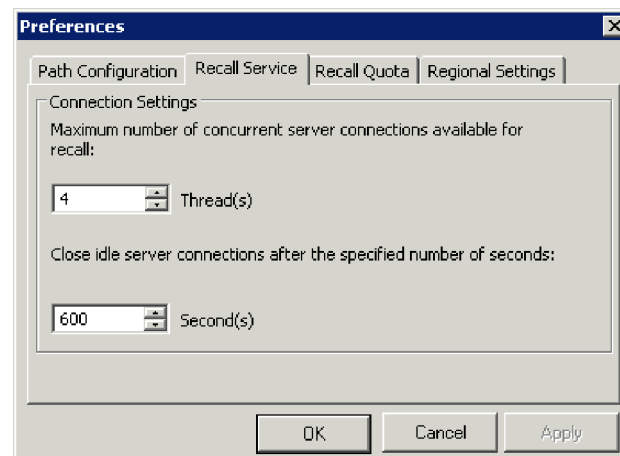 Preferences
Path Configuration Recall Service Recall Quota Regional Settings
Connection Settings
Maximum number of concurrent server connections available for
recall:
4 Thread(s)
Close idle server connections after the specified number of seconds:
600 Second(s)
OK Cancel Apply